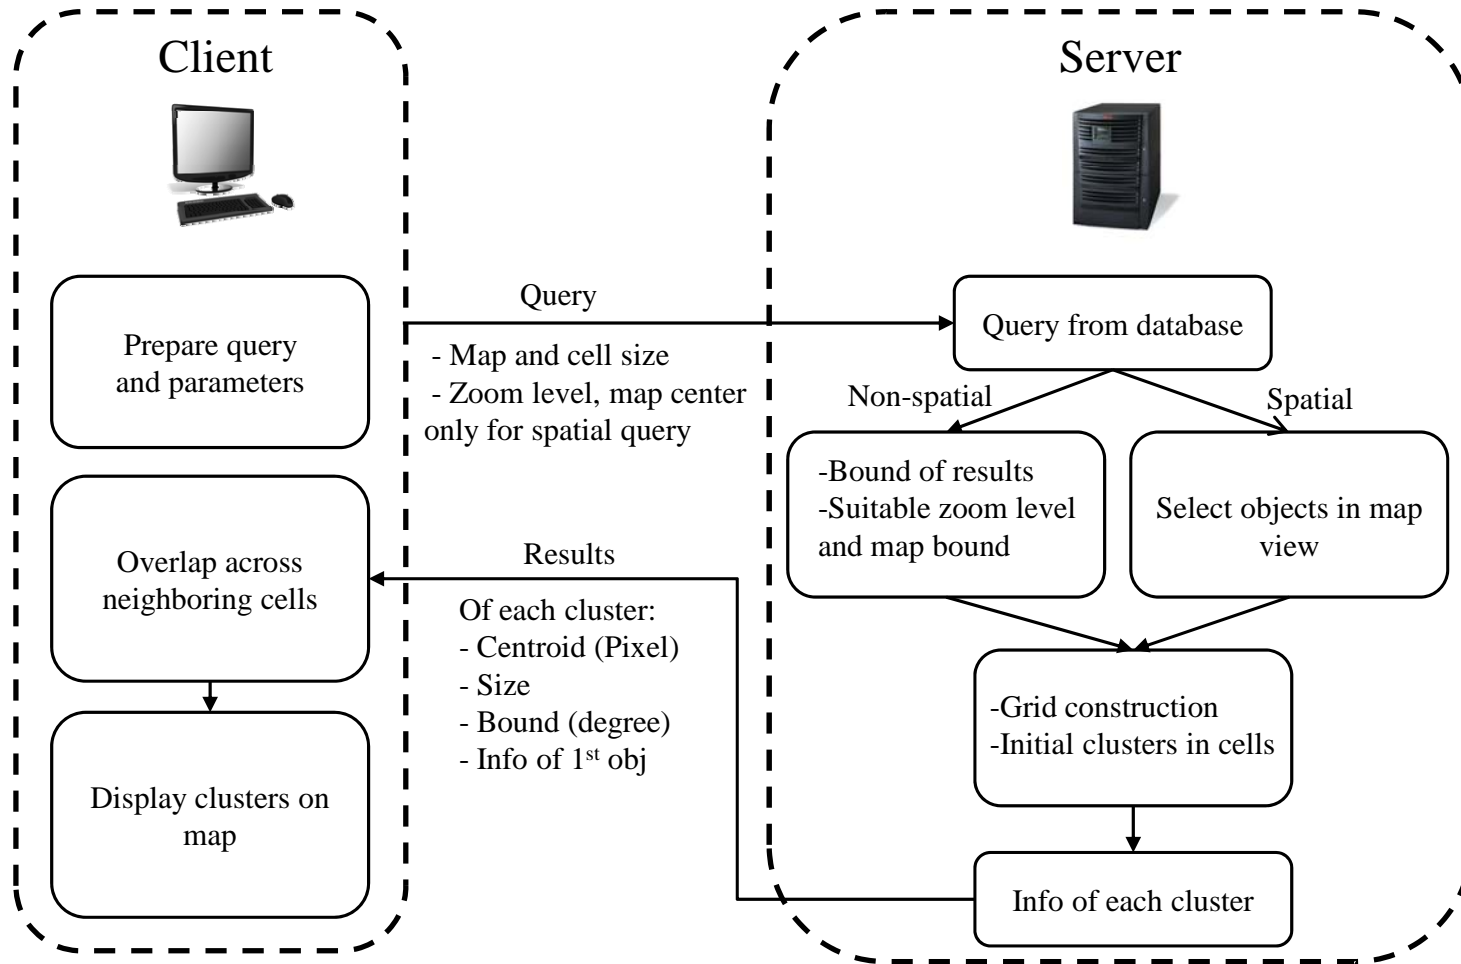 Client
Prepare query
and parameters
Overlap across
neighboring cells
Display clusters on
map
Query
- Map and cell size
- Zoom level, map center
only for spatial query
Results
Of each cluster:
- Centroid (Pixel)
- Size
- Bound (degree)
- Info of 1st obj
Server
Query from database
Non-spatial
Spatial
-Bound of results
-Suitable zoom level
and map bound
Select objects in map
view
-Grid construction
-Initial clusters in cells
Info of each cluster